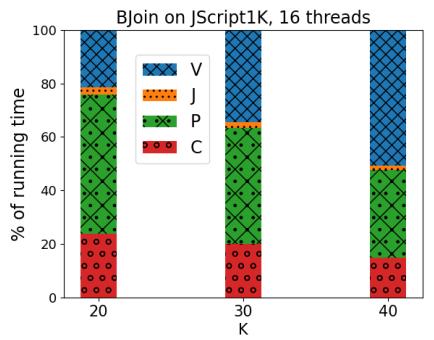 BJoin on JScript1K, 16 threads
% of running time
100
80
60
40
20
0
V
J
P
C
20 30 40
K